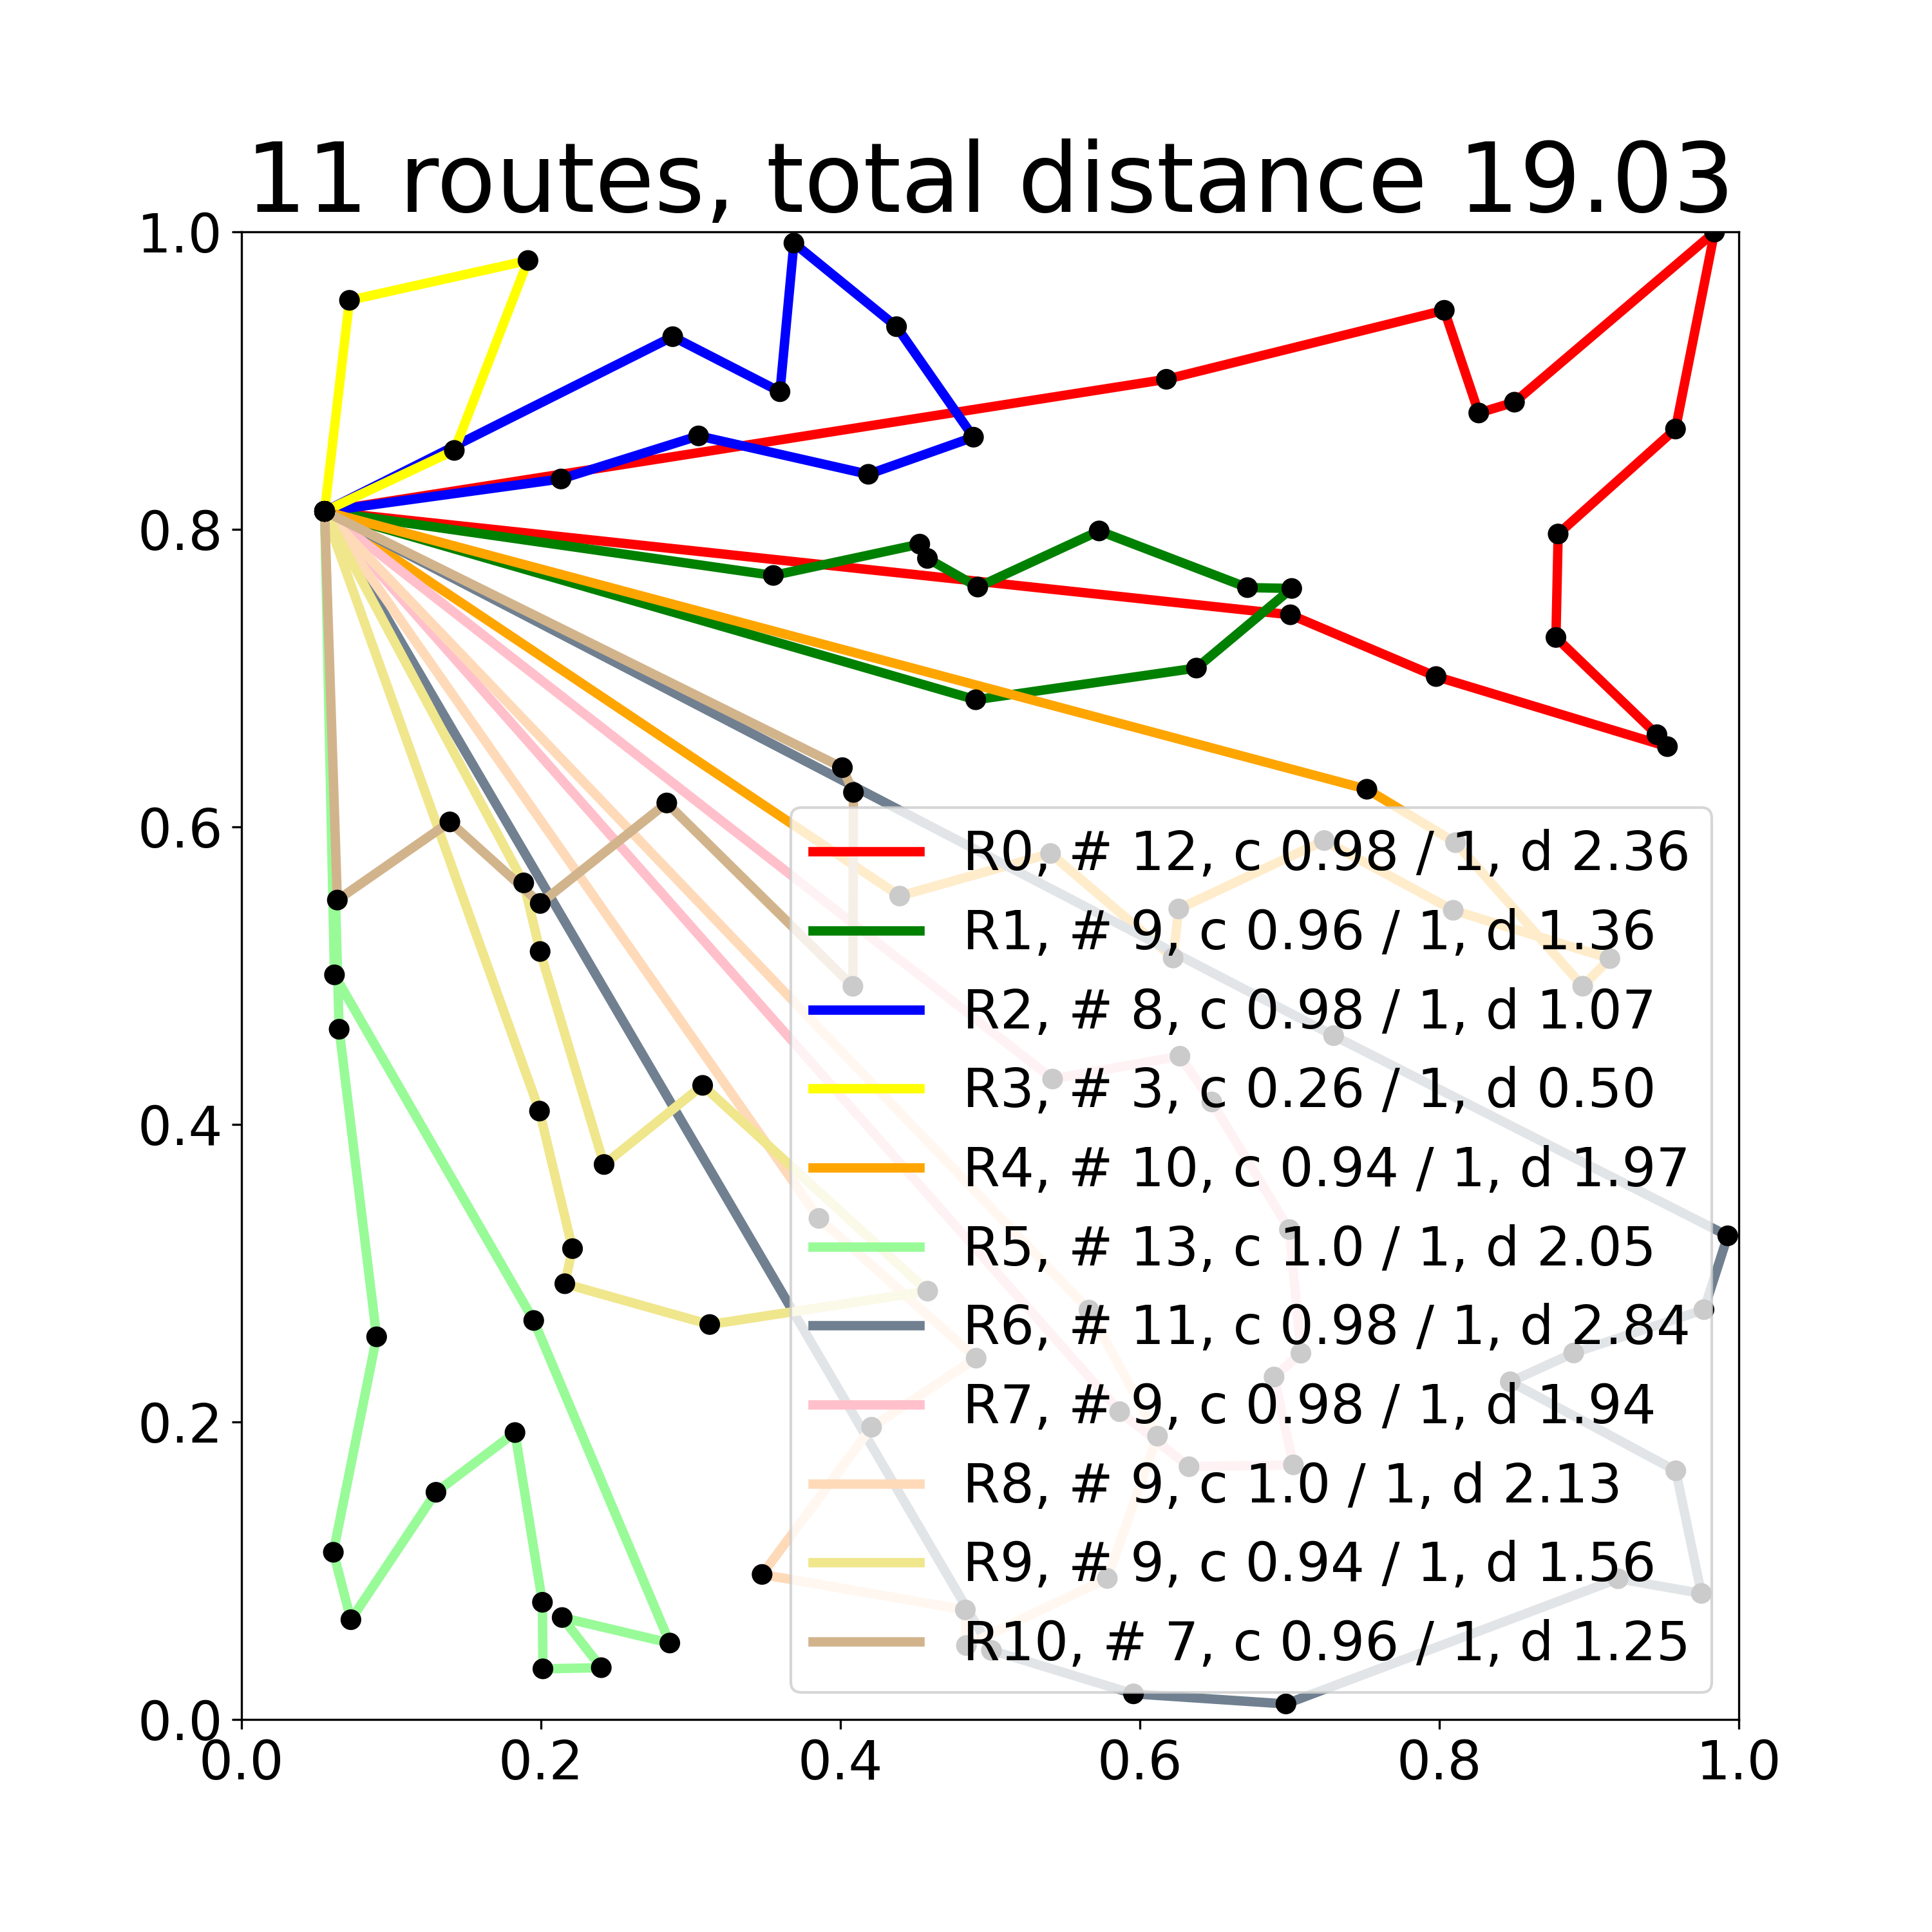 11 routes, total distance 19.03
1.0
0.8
0.6
0.4
0.2
0.0
0.0 0.2 0.4 0.6 0.8 1.0
R0, # 12, c 0.98 / 1, d 2.36
R1, # 9, c 0.96 / 1, d 1.36
R2, # 8, c 0.98 / 1, d 1.07
R3, # 3, c 0.26 / 1, d 0.50
R4, # 10, c 0.94 / 1, d 1.97
R5, # 13, c 1.0 / 1, d 2.05
R6, # 11, c 0.98 / 1, d 2.84
R7, # 9, c 0.98 / 1, d 1.94
R8, # 9, c 1.0 / 1, d 2.13
R9, # 9, c 0.94 / 1, d 1.56
R10, # 7, c 0.96 / 1, d 1.25